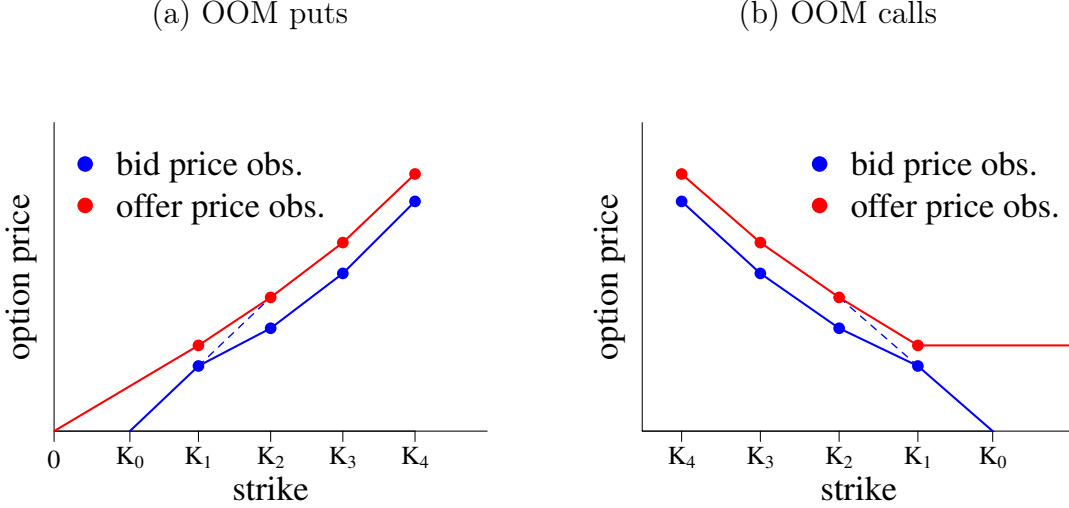 (a) OOM puts
bid price obs.
offer price obs.
option price
0 K₀ K₁ K₂ K₃ K₄
strike
(b) OOM calls
bid price obs.
offer price obs.
option price
K₄ K₃ K₂ K₁ K₀
strike